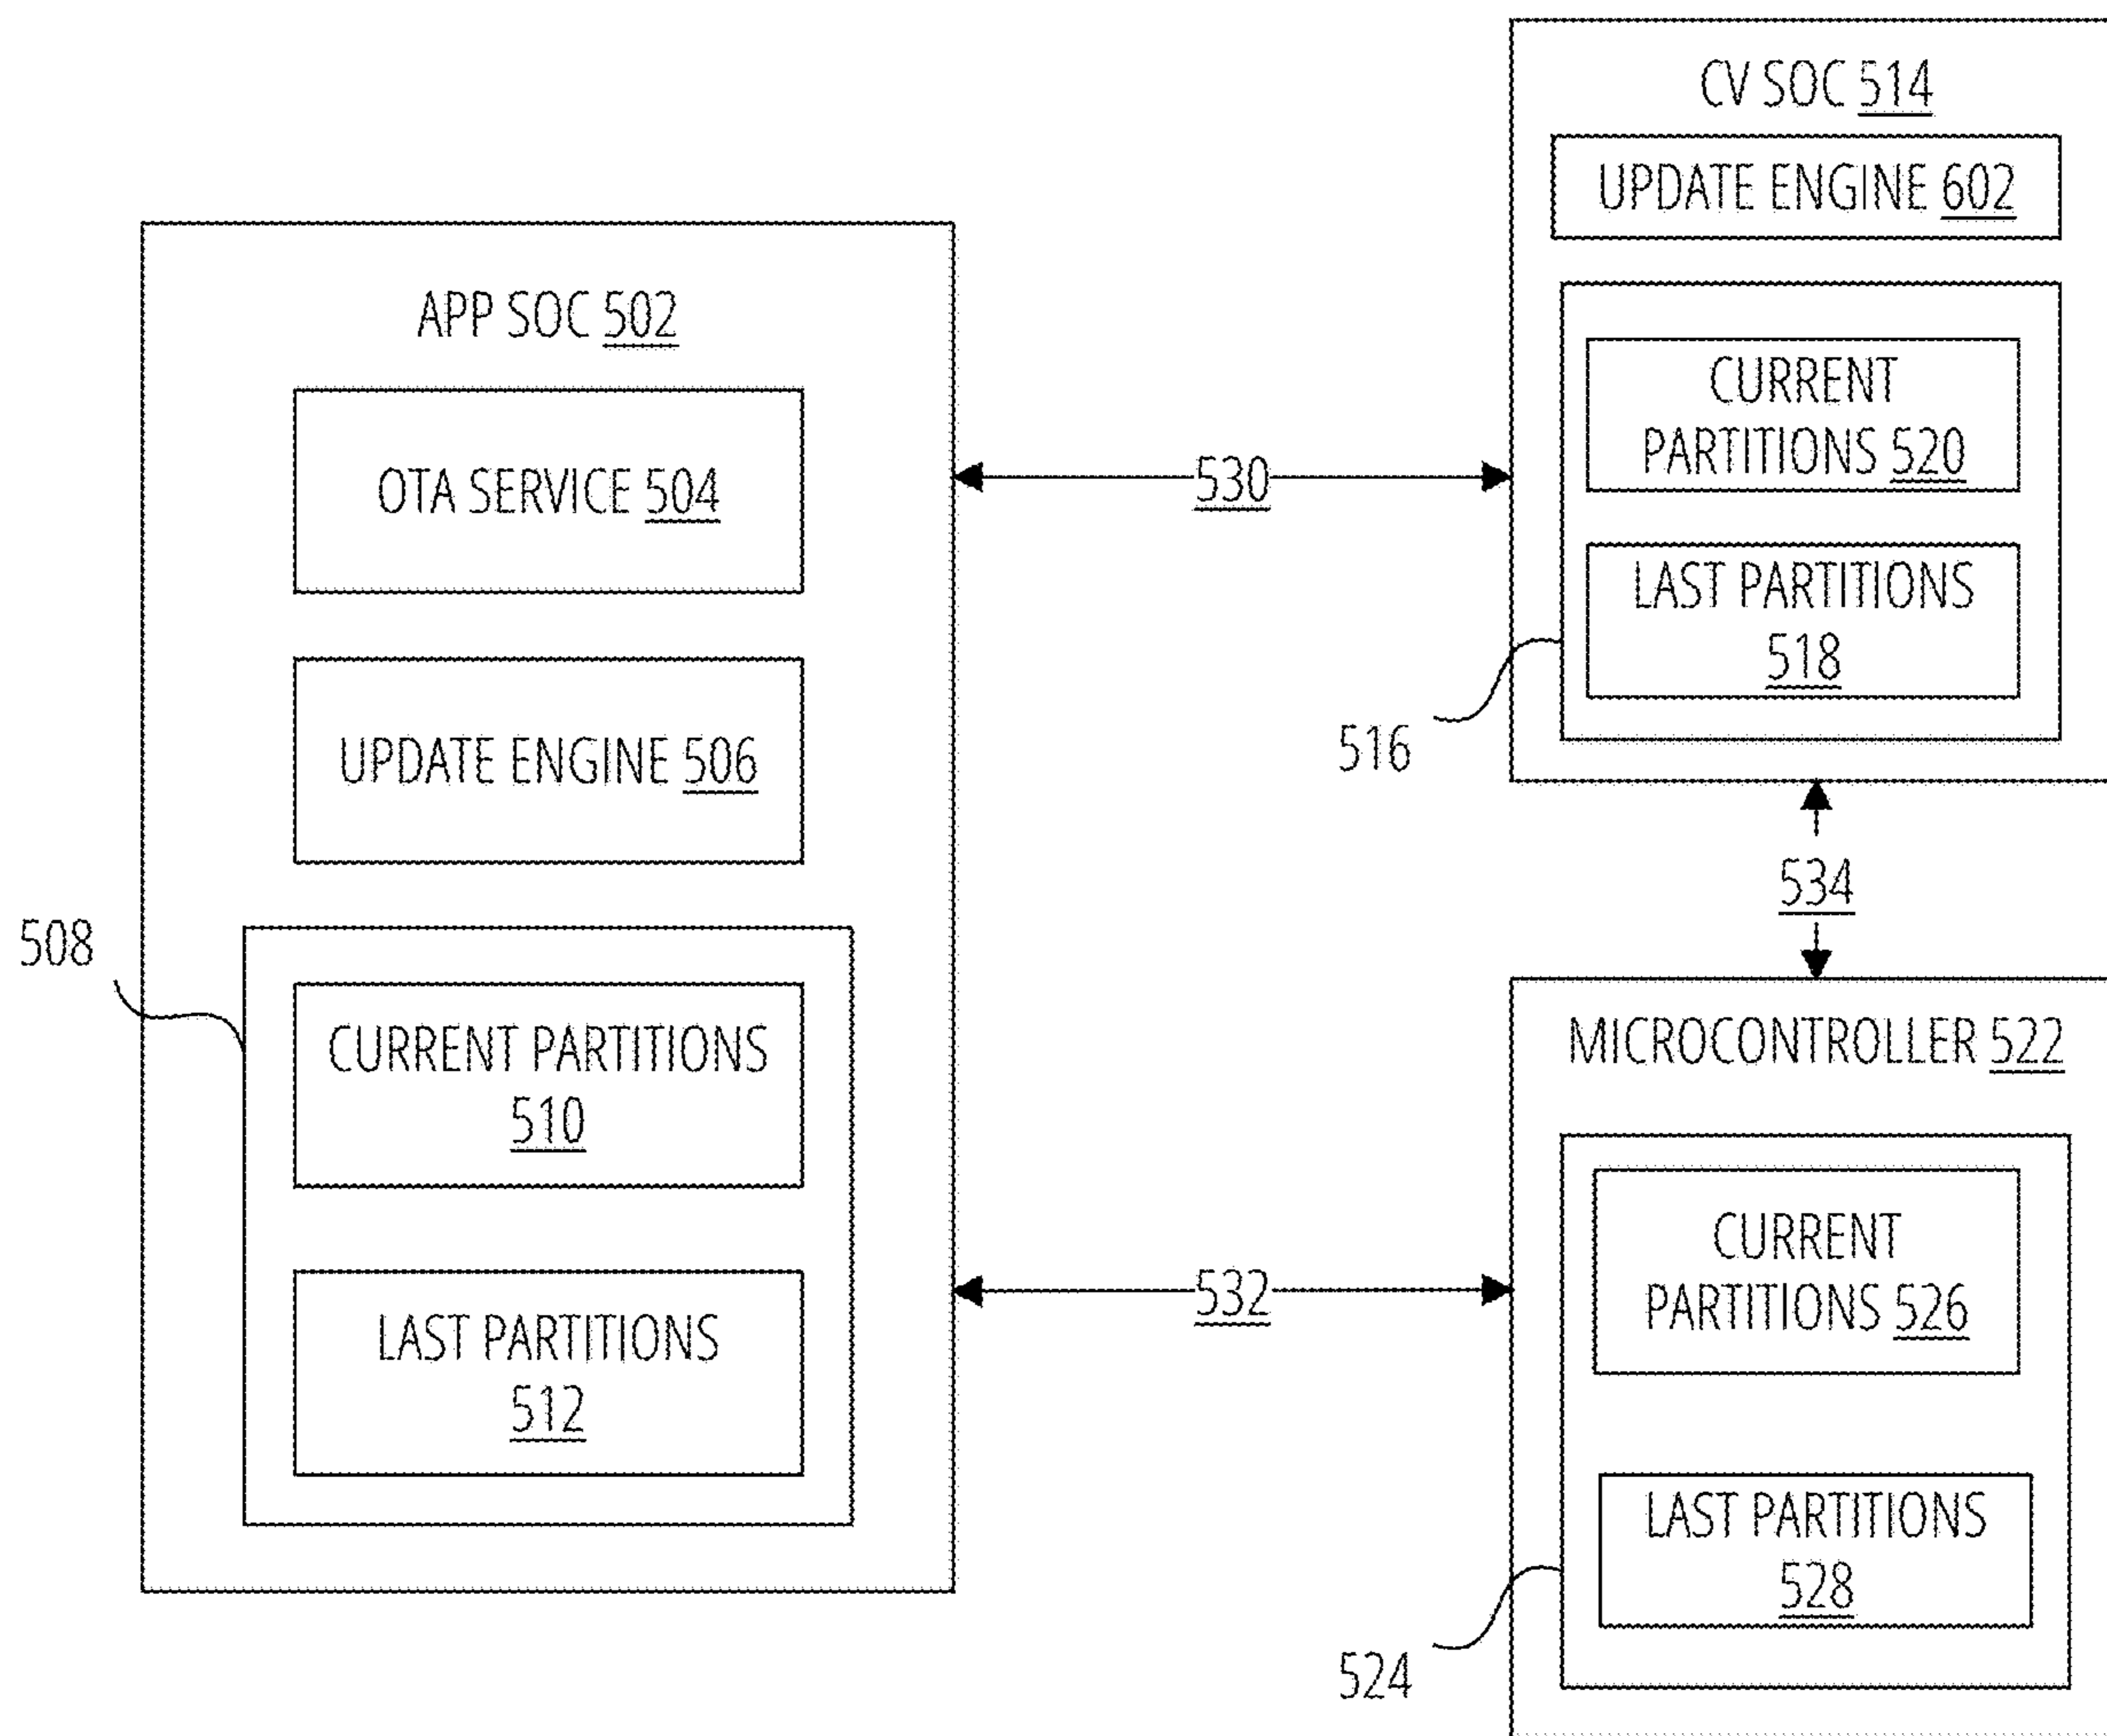 APP SOC 502
OTA SERVICE 504
UPDATE ENGINE 506
508
CURRENT PARTITIONS
510
LAST PARTITIONS
512
530
532
CV SOC 514
UPDATE ENGINE 602
CURRENT
PARTITIONS 520
LAST PARTITIONS
518
516
534
MICROCONTROLLER 522
CURRENT
PARTITIONS 526
LAST PARTITIONS
528
524